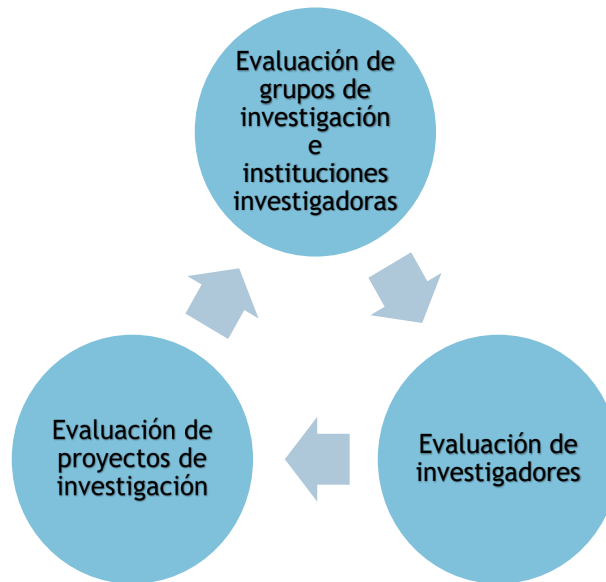 Evaluación de
grupos de
investigación
e
instituciones
investigadoras
Evaluación de
investigadores
Evaluación de
proyectos de
investigación